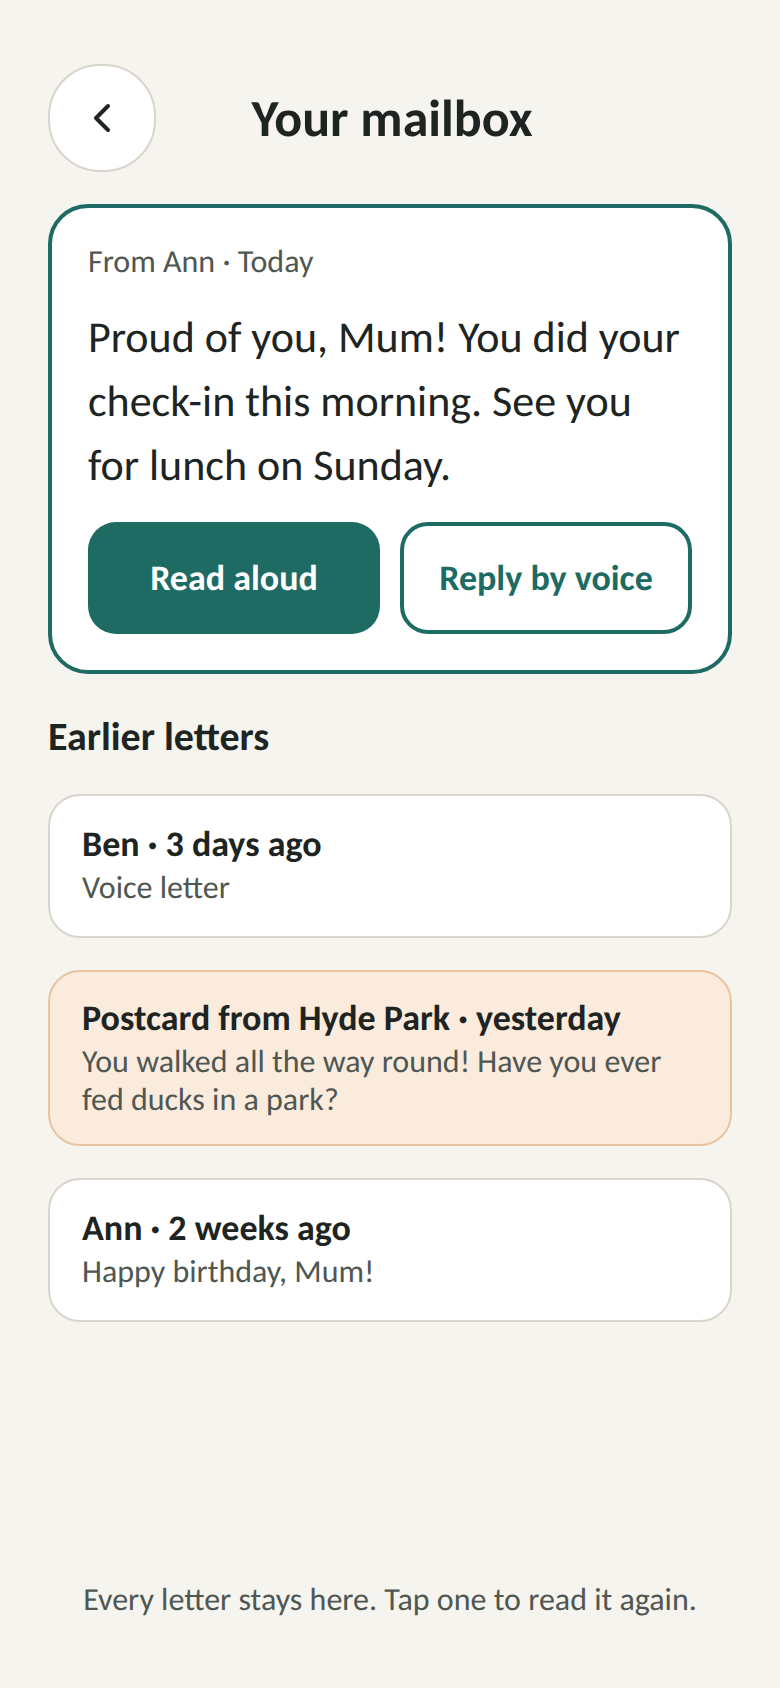 Your mailbox
From Ann · Today
Proud of you, Mum! You did your
check-in this morning. See you
for lunch on Sunday.
Read aloud
Reply by voice
Earlier letters
Ben · 3 days ago
Voice letter
Postcard from Hyde Park · yesterday
You walked all the way round! Have you ever
fed ducks in a park?
Ann · 2 weeks ago
Happy birthday, Mum!
Every letter stays here. Tap one to read it again.